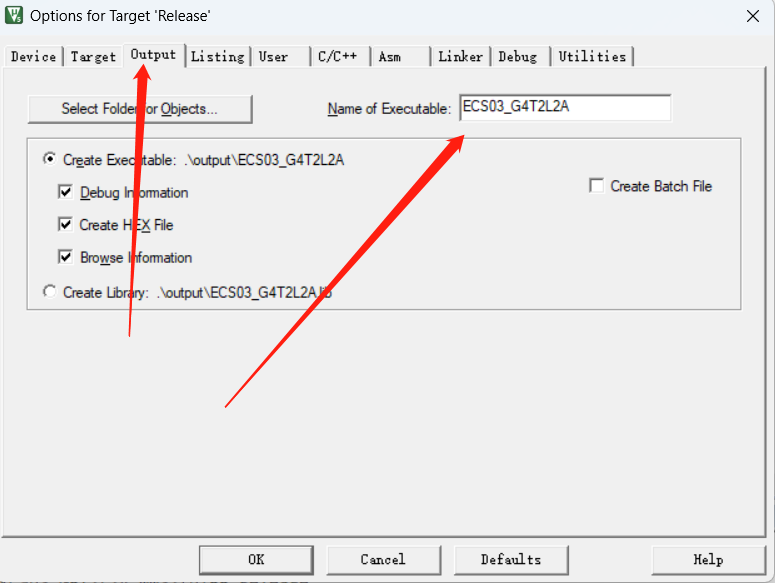 Options for Target 'Release'
Device Target Output Listing User C/C++ Asm Linker Debug Utilities
Select Folder for Objects... Name of Executable: ECS03_G4T2L2A
Create Executable: .\output\ECS03_G4T2L2A
Debug Information Create Batch File
Create HEX File
Browse Information
Create Library: .\output\ECS03_G4T2L2A.lib
OK Cancel Defaults Help